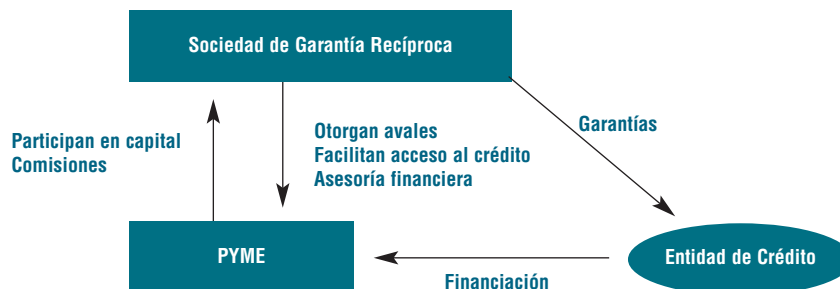 Sociedad de Garantía Recíproca
Participan en capital
Comisiones
Otorgan avales
Facilitan acceso al crédito
Asesoría financiera
Garantías
PYME
Financiación
Entidad de Crédito